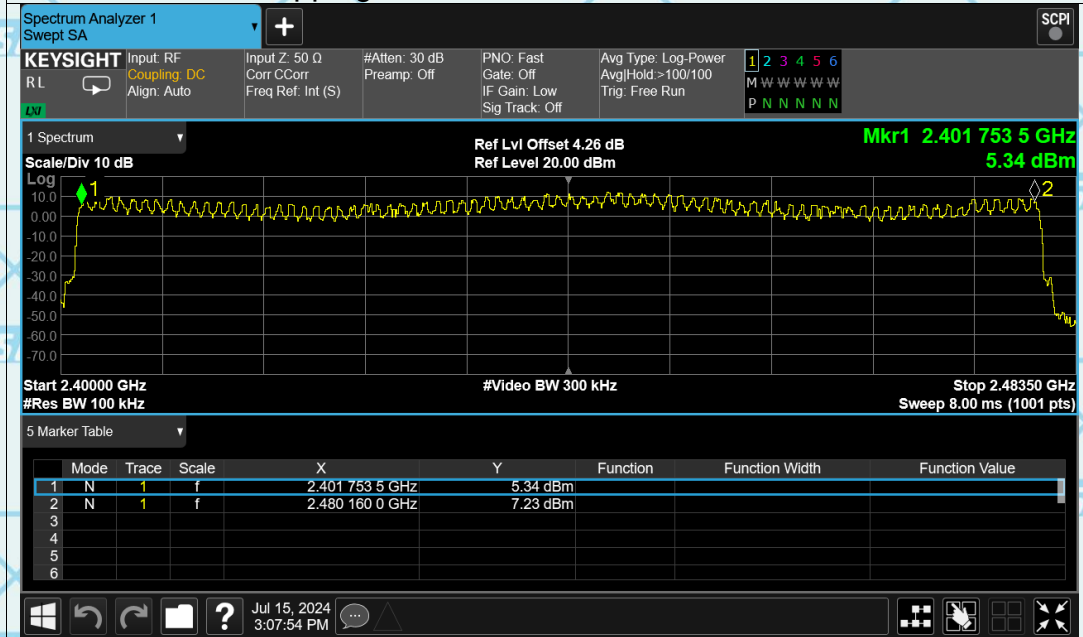 Spectrum Analyzer 1
Swept SA
+
SCPI
KEYSIGHT Input: RF Input Z: 50 Ω #Atten: 30 dB PNO: Fast Avg Type: Log-Power 1 2 3 4 5 6
RL Coupling: DC Corr CCorr Preamp: Off Gate: Off Avg|Hold:>100/100 M W W W W W
Align: Auto Freq Ref: Int (S) IF Gain: Low Trig: Free Run
LXI Sig Track: Off P N N N N N
1 Spectrum Ref Lvl Offset 4.26 dB Mkr1 2.401 753 5 GHz
Scale/Div 10 dB Ref Level 20.00 dBm 5.34 dBm
Log
1 2
10.0
0.00
-10.0
-20.0
-30.0
-40.0
-50.0
-60.0
-70.0
Start 2.40000 GHz #Video BW 300 kHz Stop 2.48350 GHz
#Res BW 100 kHz Sweep 8.00 ms (1001 pts)
5 Marker Table
Mode Trace Scale X Y Function Function Width Function Value
1 N 1 f 2.401 753 5 GHz 5.34 dBm
2 N 1 f 2.480 160 0 GHz 7.23 dBm
3
4
5
6
? Jul 15, 2024
3:07:54 PM